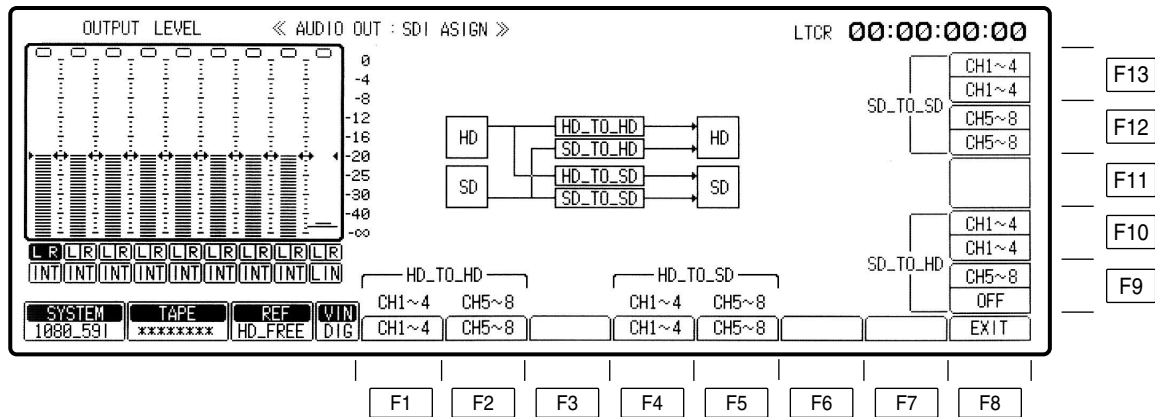 OUTPUT LEVEL
≪ AUDIO OUT : SDI ASIGN ≫
LTCR 00:00:00:00
0
-4
-8
-12
-16
-20
-25
-30
-40
-∞
L R L R L R L R L R L R L R L R
INT INT INT INT INT INT INT LIN
SYSTEM TAPE REF VIN
1080_59I ******** HD_FREE DIG
HD
SD
HD_TO_HD
SD_TO_HD
HD_TO_SD
SD_TO_SD
HD
SD
HD_TO_HD
CH1~4 CH5~8
CH1~4 CH5~8
HD_TO_SD
CH1~4 CH5~8
CH1~4 CH5~8
SD_TO_SD
CH1~4
CH1~4
CH5~8
CH5~8
SD_TO_HD
CH1~4
CH1~4
CH5~8
OFF
EXIT
F13
F12
F11
F10
F9
F1 F2 F3 F4 F5 F6 F7 F8